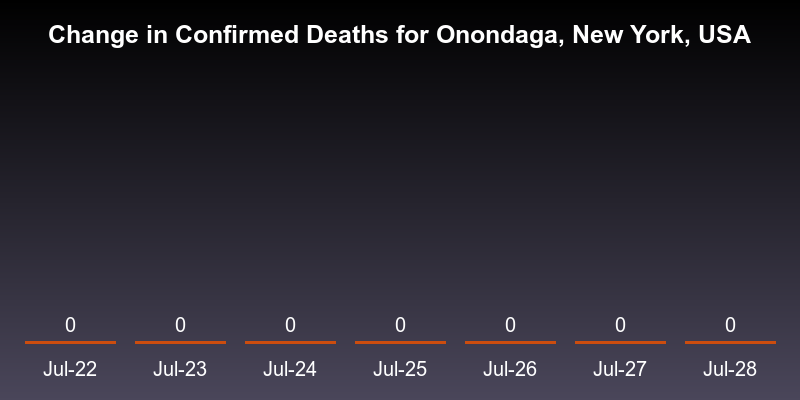 Change in Confirmed Deaths for Onondaga, New York, USA
0 0 0 0 0 0 0
Jul-22 Jul-23 Jul-24 Jul-25 Jul-26 Jul-27 Jul-28